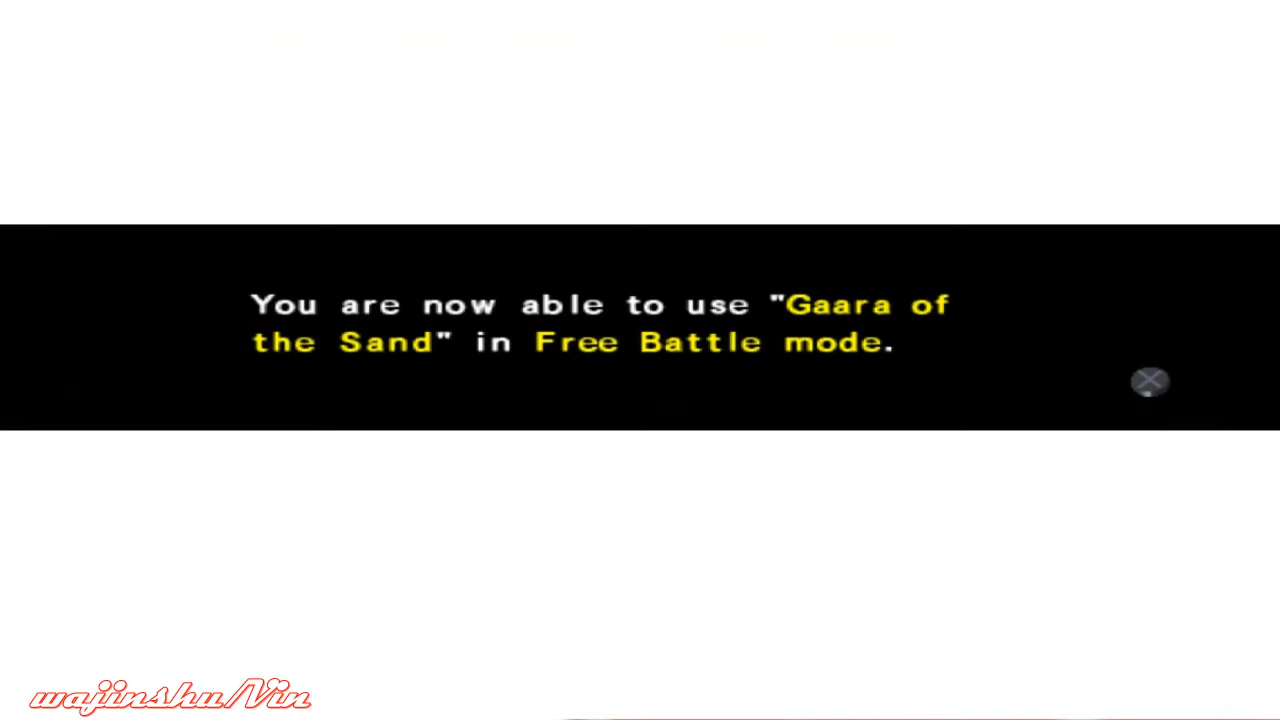 You are now able to use "Gaara of
the Sand" in Free Battle mode.
wajinshu/Vin